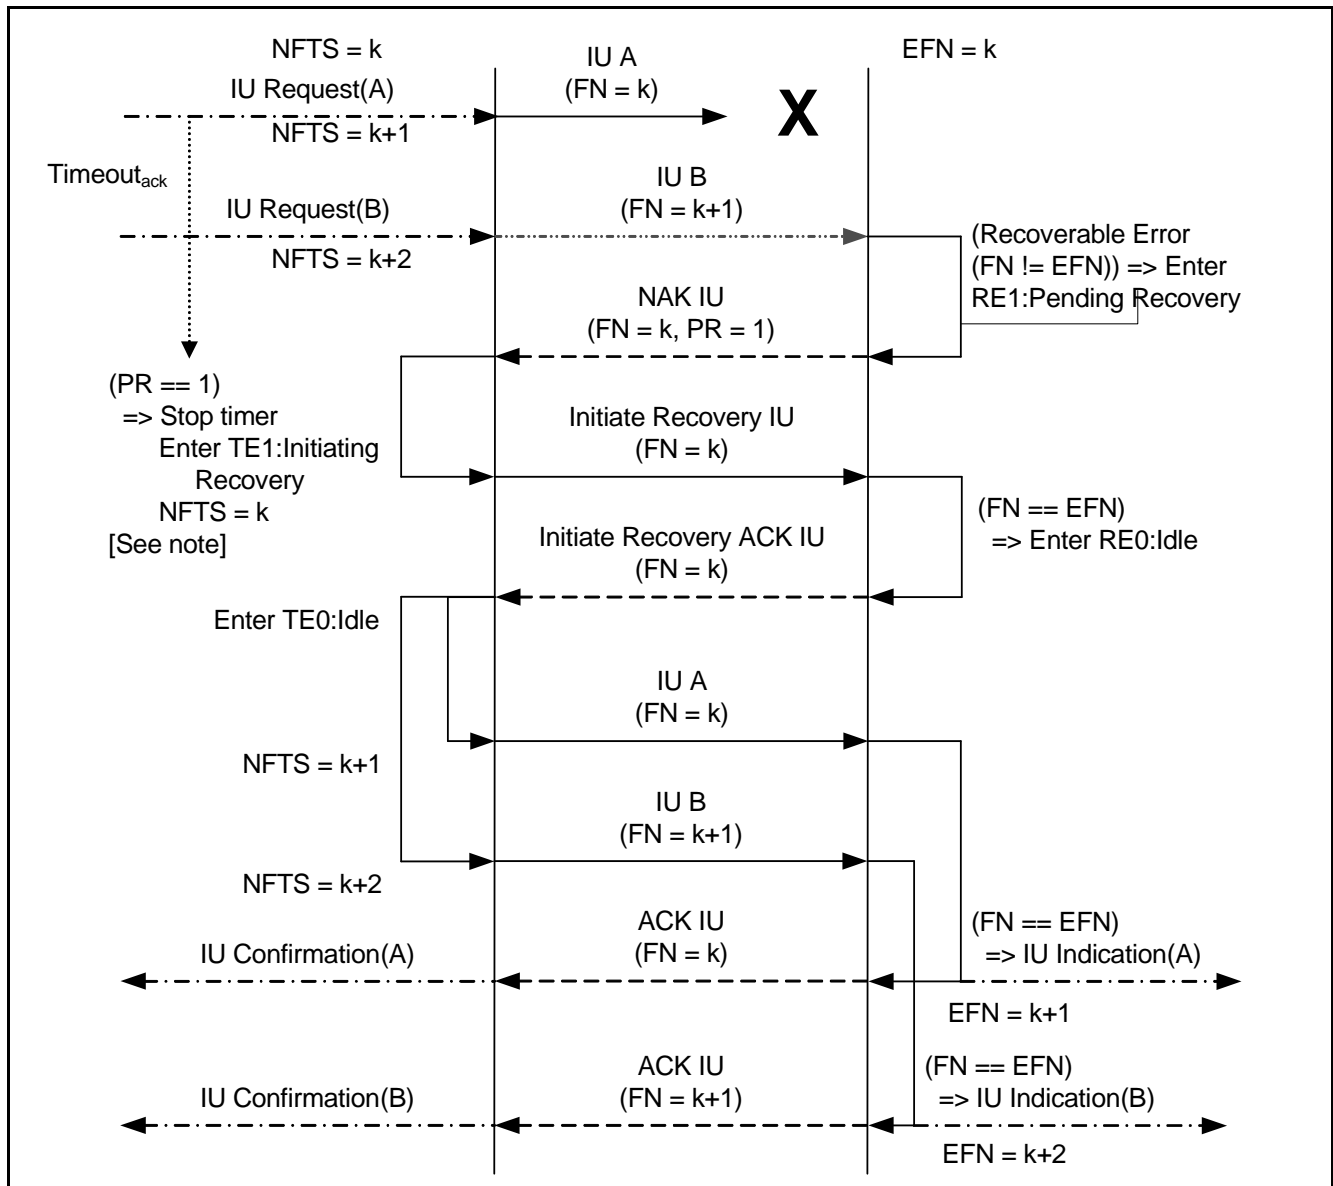 NFTS = k
IU A
EFN = k
IU Request(A)
(FN = k)
X
NFTS = k+1
Timeoutack
IU B
IU Request(B)
(FN = k+1)
NFTS = k+2
(Recoverable Error
(FN != EFN)) => Enter
RE1:Pending Recovery
NAK IU
(FN = k, PR = 1)
(PR == 1)
=> Stop timer
Enter TE1:Initiating
Recovery
NFTS = k
[See note]
Initiate Recovery IU
(FN = k)
(FN == EFN)
=> Enter RE0:Idle
Initiate Recovery ACK IU
(FN = k)
Enter TE0:Idle
IU A
(FN = k)
NFTS = k+1
IU B
(FN = k+1)
NFTS = k+2
ACK IU
(FN = k)
(FN == EFN)
=> IU Indication(A)
IU Confirmation(A)
EFN = k+1
ACK IU
(FN = k+1)
(FN == EFN)
=> IU Indication(B)
IU Confirmation(B)
EFN = k+2